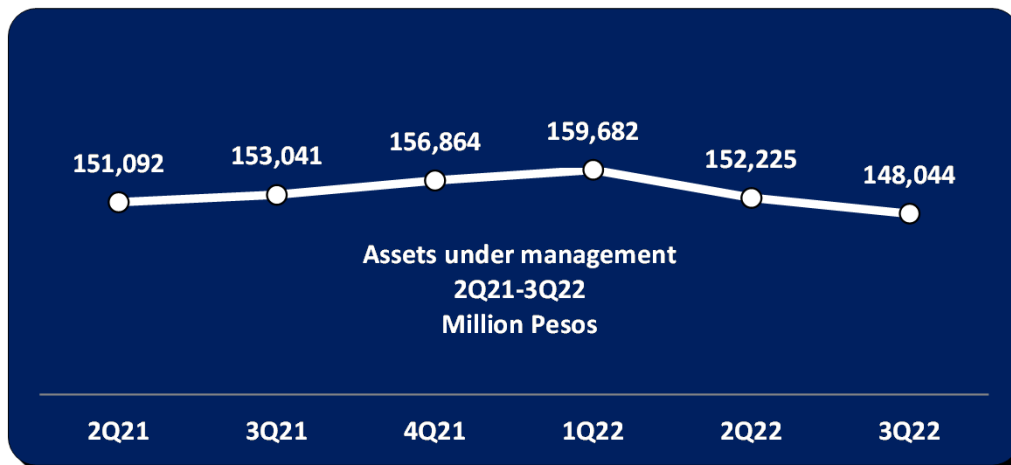 151,092
153,041
156,864
159,682
152,225
148,044
Assets under management
2Q21-3Q22
Million Pesos
2Q21 3Q21 4Q21 1Q22 2Q22 3Q22